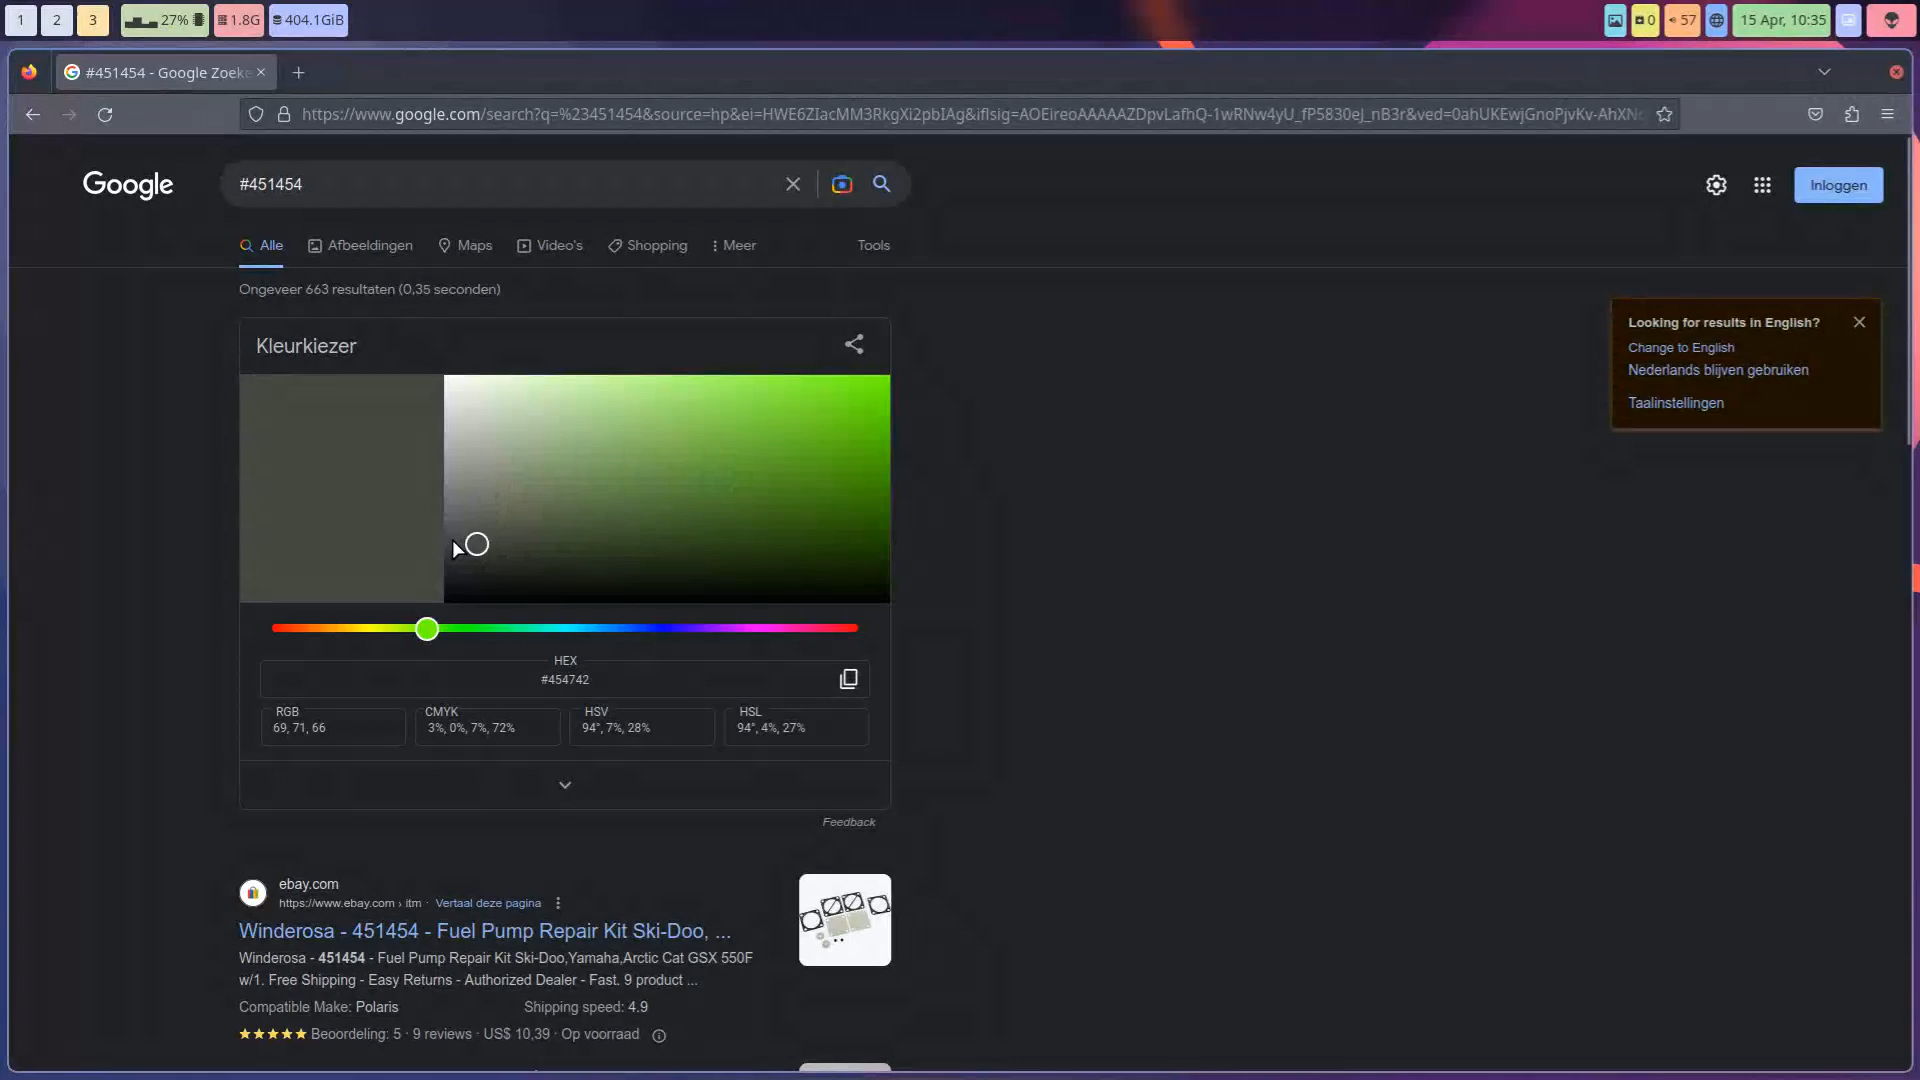 1 2 3 27% 1.8G 404.1GiB 0 57 15 Apr, 10:35
#451454 - Google Zoeke
https://www.google.com/search?q=%23451454&source=hp&ei=HWE6ZIacMM3RkgXi2pbIAg&iflsig=AOEireoAAAAAZDpvLafhQ-1wRNw4yU_fP5830eJ_nB3r&ved=0ahUKEwjGnoPjvKv-AhXN
Google #451454 Inloggen
Alle Afbeeldingen Maps Video's Shopping Meer Tools
Ongeveer 663 resultaten (0,35 seconden)
Looking for results in English?
Change to English
Nederlands blijven gebruiken
Taalinstellingen
Kleurkiezer
HEX
#454742
RGB CMYK HSV HSL
69, 71, 66 3%, 0%, 7%, 72% 94°, 7%, 28% 94°, 4%, 27%
Feedback
ebay.com
https://www.ebay.com › itm · Vertaal deze pagina
Winderosa - 451454 - Fuel Pump Repair Kit Ski-Doo, ...
Winderosa - 451454 - Fuel Pump Repair Kit Ski-Doo,Yamaha,Arctic Cat GSX 550F
w/1. Free Shipping - Easy Returns - Authorized Dealer - Fast. 9 product ...
Compatible Make: Polaris Shipping speed: 4.9
★★★★★ Beoordeling: 5 · 9 reviews · US$ 10,39 · Op voorraad